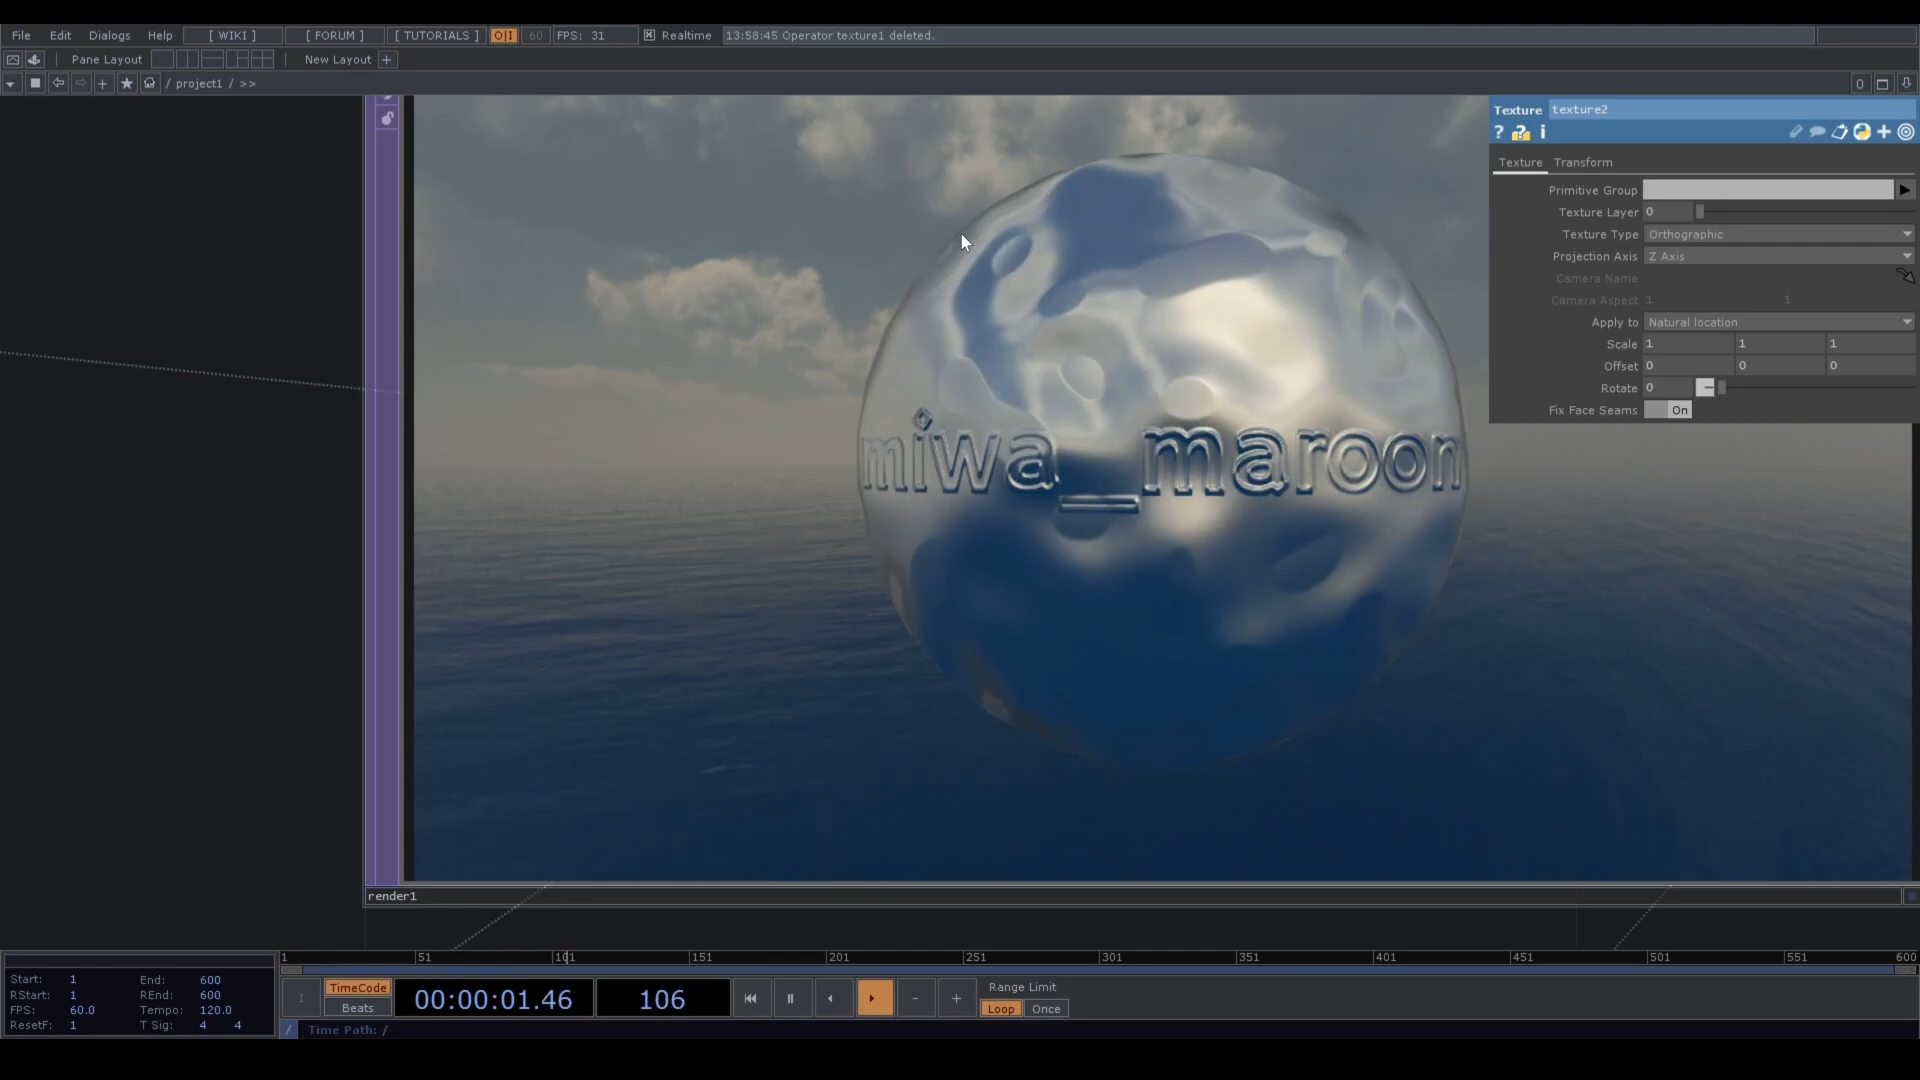 File Edit Dialogs Help [ WIKI ] [ FORUM ] [ TUTORIALS ] O|I 60 FPS: 31 Realtime 13:58:45 Operator texture1 deleted.
Pane Layout New Layout +
/ project1 / >> 0
Texture texture2
? ? i
Texture Transform
Primitive Group
Texture Layer 0
Texture Type Orthographic
Projection Axis Z Axis
Camera Name
Camera Aspect 1 1
Apply to Natural location
Scale 1 1 1
Offset 0 0 0
Rotate 0
Fix Face Seams On
miwa_maroon
render1
1 51 101 151 201 251 301 351 401 451 501 551 600
Start: 1 End: 600
RStart: 1 REnd: 600
FPS: 60.0 Tempo: 120.0
ResetF: 1 T Sig: 4 4
TimeCode
Beats
00:00:01.46 106
- +
Range Limit
Loop Once
/ Time Path: /